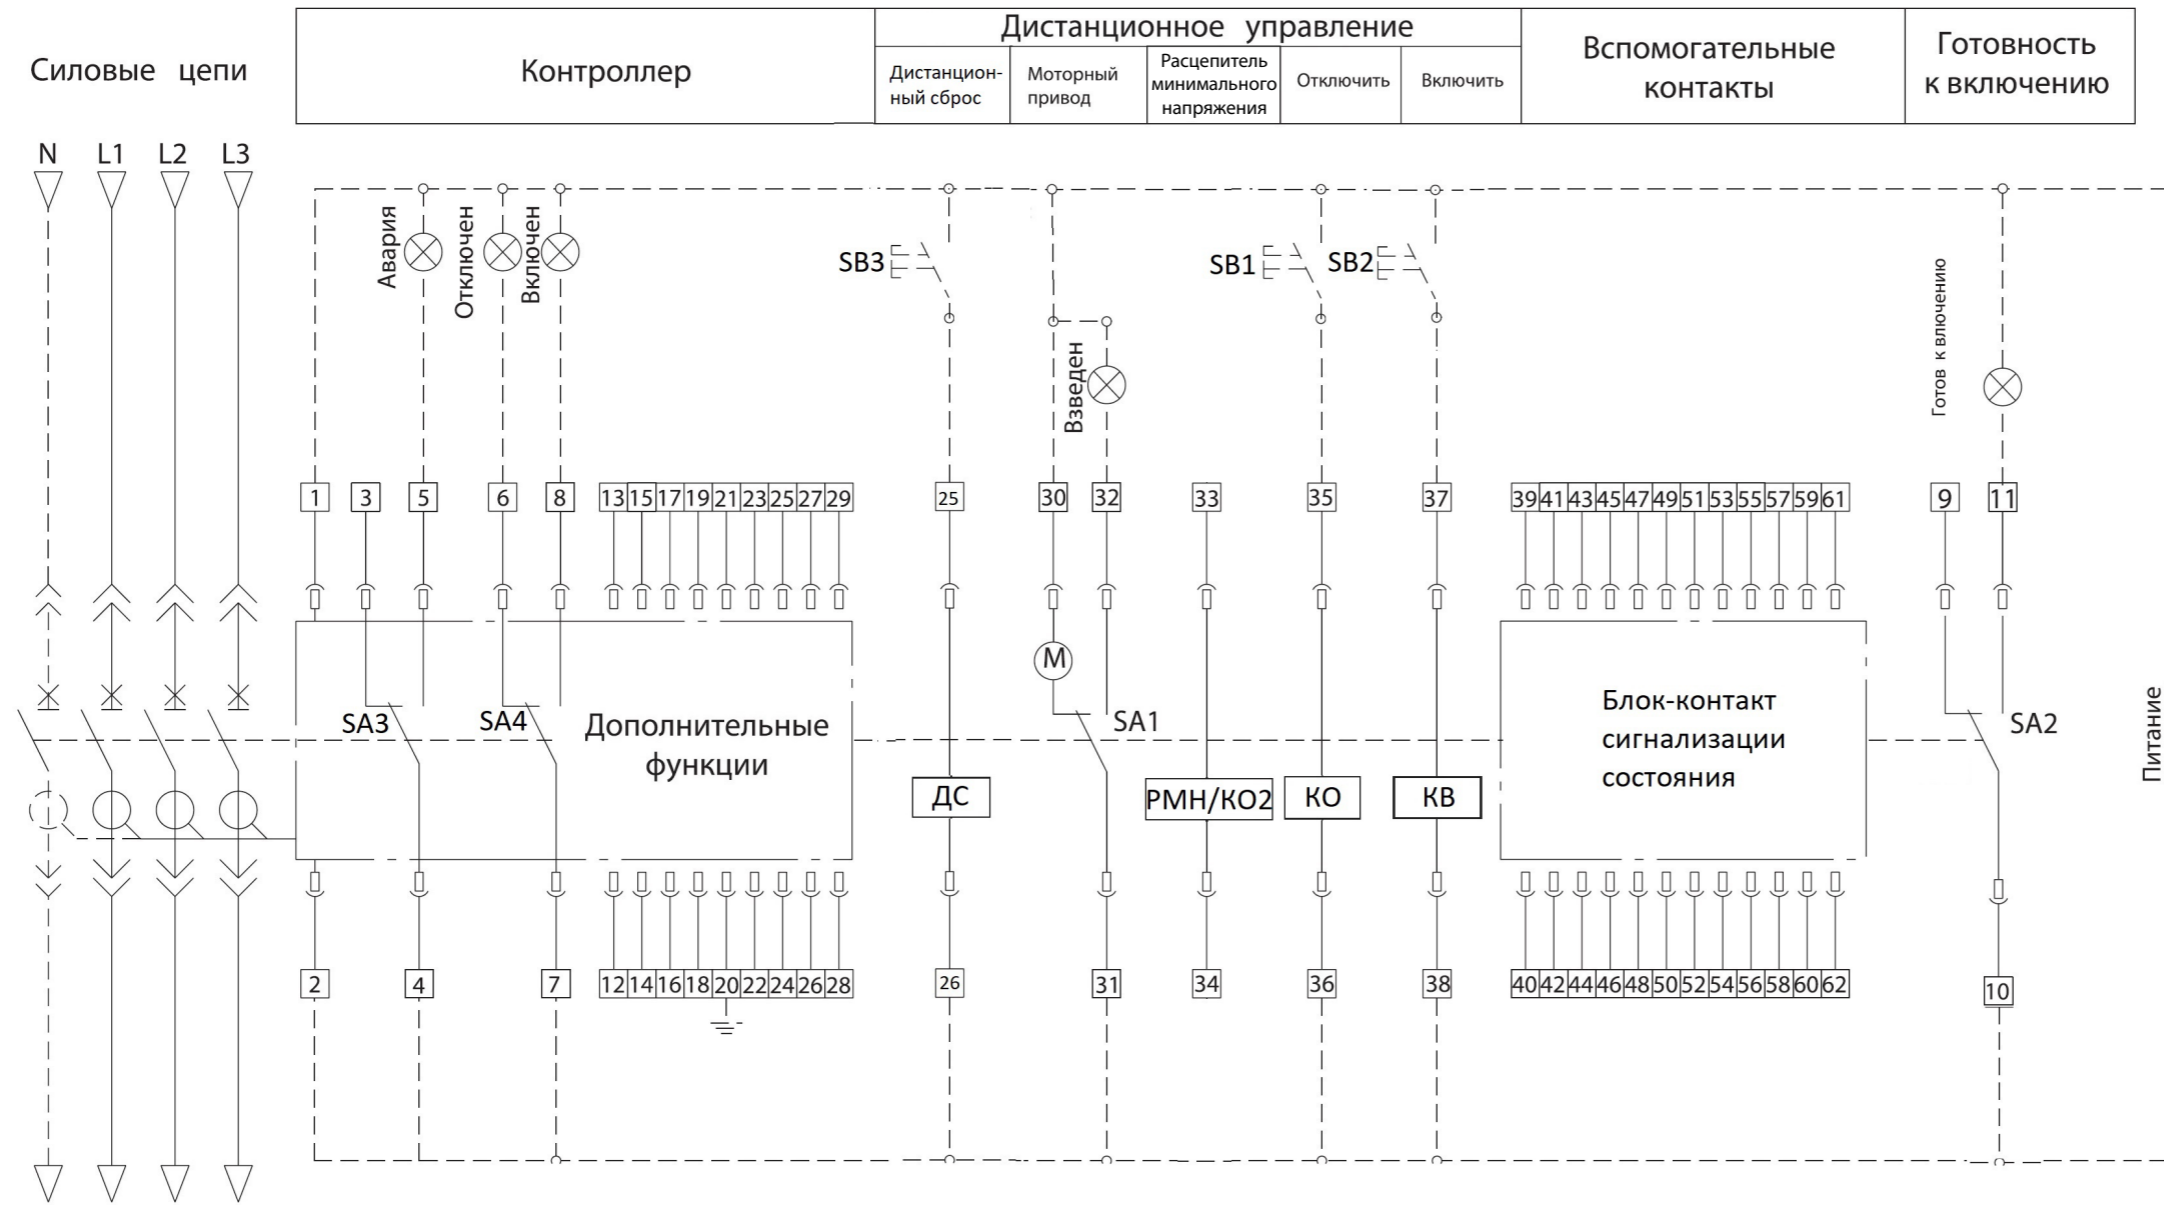 Силовые цепи
Контроллер
Дистанционное управление
Дистанцион-
ный сброс
Моторный
привод
Расцепитель
минимального
напряжения
Отключить
Включить
Вспомогательные
контакты
Готовность
к включению
N L1 L2 L3
Авария
Отключен
Включен
SB3
SB1
SB2
Взведен
Готов к включению
1 3 5 6 8 13 15 17 19 21 23 25 27 29 25 30 32 33 35 37 39 41 43 45 47 49 51 53 55 57 59 61 9 11
M
SA3
SA4
Дополнительные
функции
SA1
Блок-контакт
сигнализации
состояния
SA2
Питание
ДС
РМН/КО2
КО
КВ
2 4 7 12 14 16 18 20 22 24 26 28 26 31 34 36 38 40 42 44 46 48 50 52 54 56 58 60 62 10